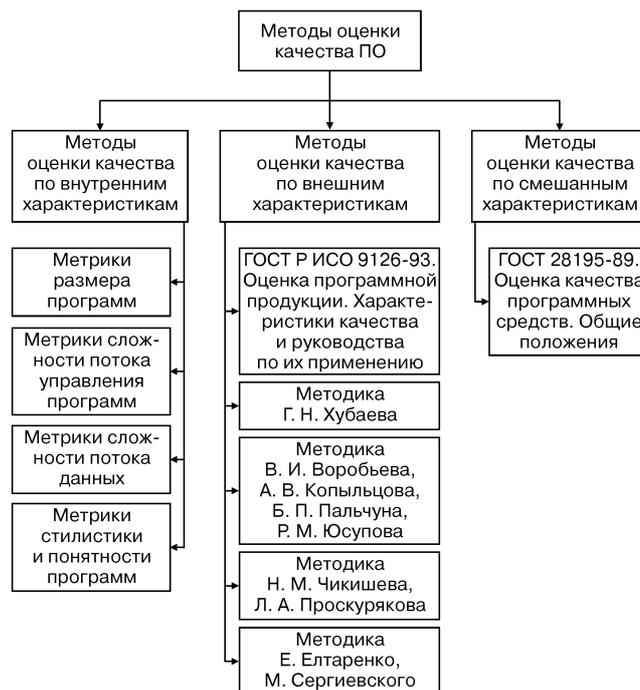 Методы оценки
качества ПО
Методы
оценки качества
по внутренним
характеристикам
Методы
оценки качества
по внешним
характеристикам
Методы
оценки качества
по смешанным
характеристикам
Метрики
размера
программ
Метрики слож-
ности потока
управления
программ
Метрики слож-
ности потока
данных
Метрики
стилистики
и понятности
программ
ГОСТ Р ИСО 9126-93.
Оценка программной
продукции. Характе-
ристики качества
и руководства
по их применению
Методика
Г. Н. Хубаева
Методика
В. И. Воробьева,
А. В. Копыльцова,
Б. П. Пальчуна,
Р. М. Юсупова
Методика
Н. М. Чикишева,
Л. А. Проскурякова
Методика
Е. Елтаренко,
М. Сергиевского
ГОСТ 28195-89.
Оценка качества
программных
средств. Общие
положения